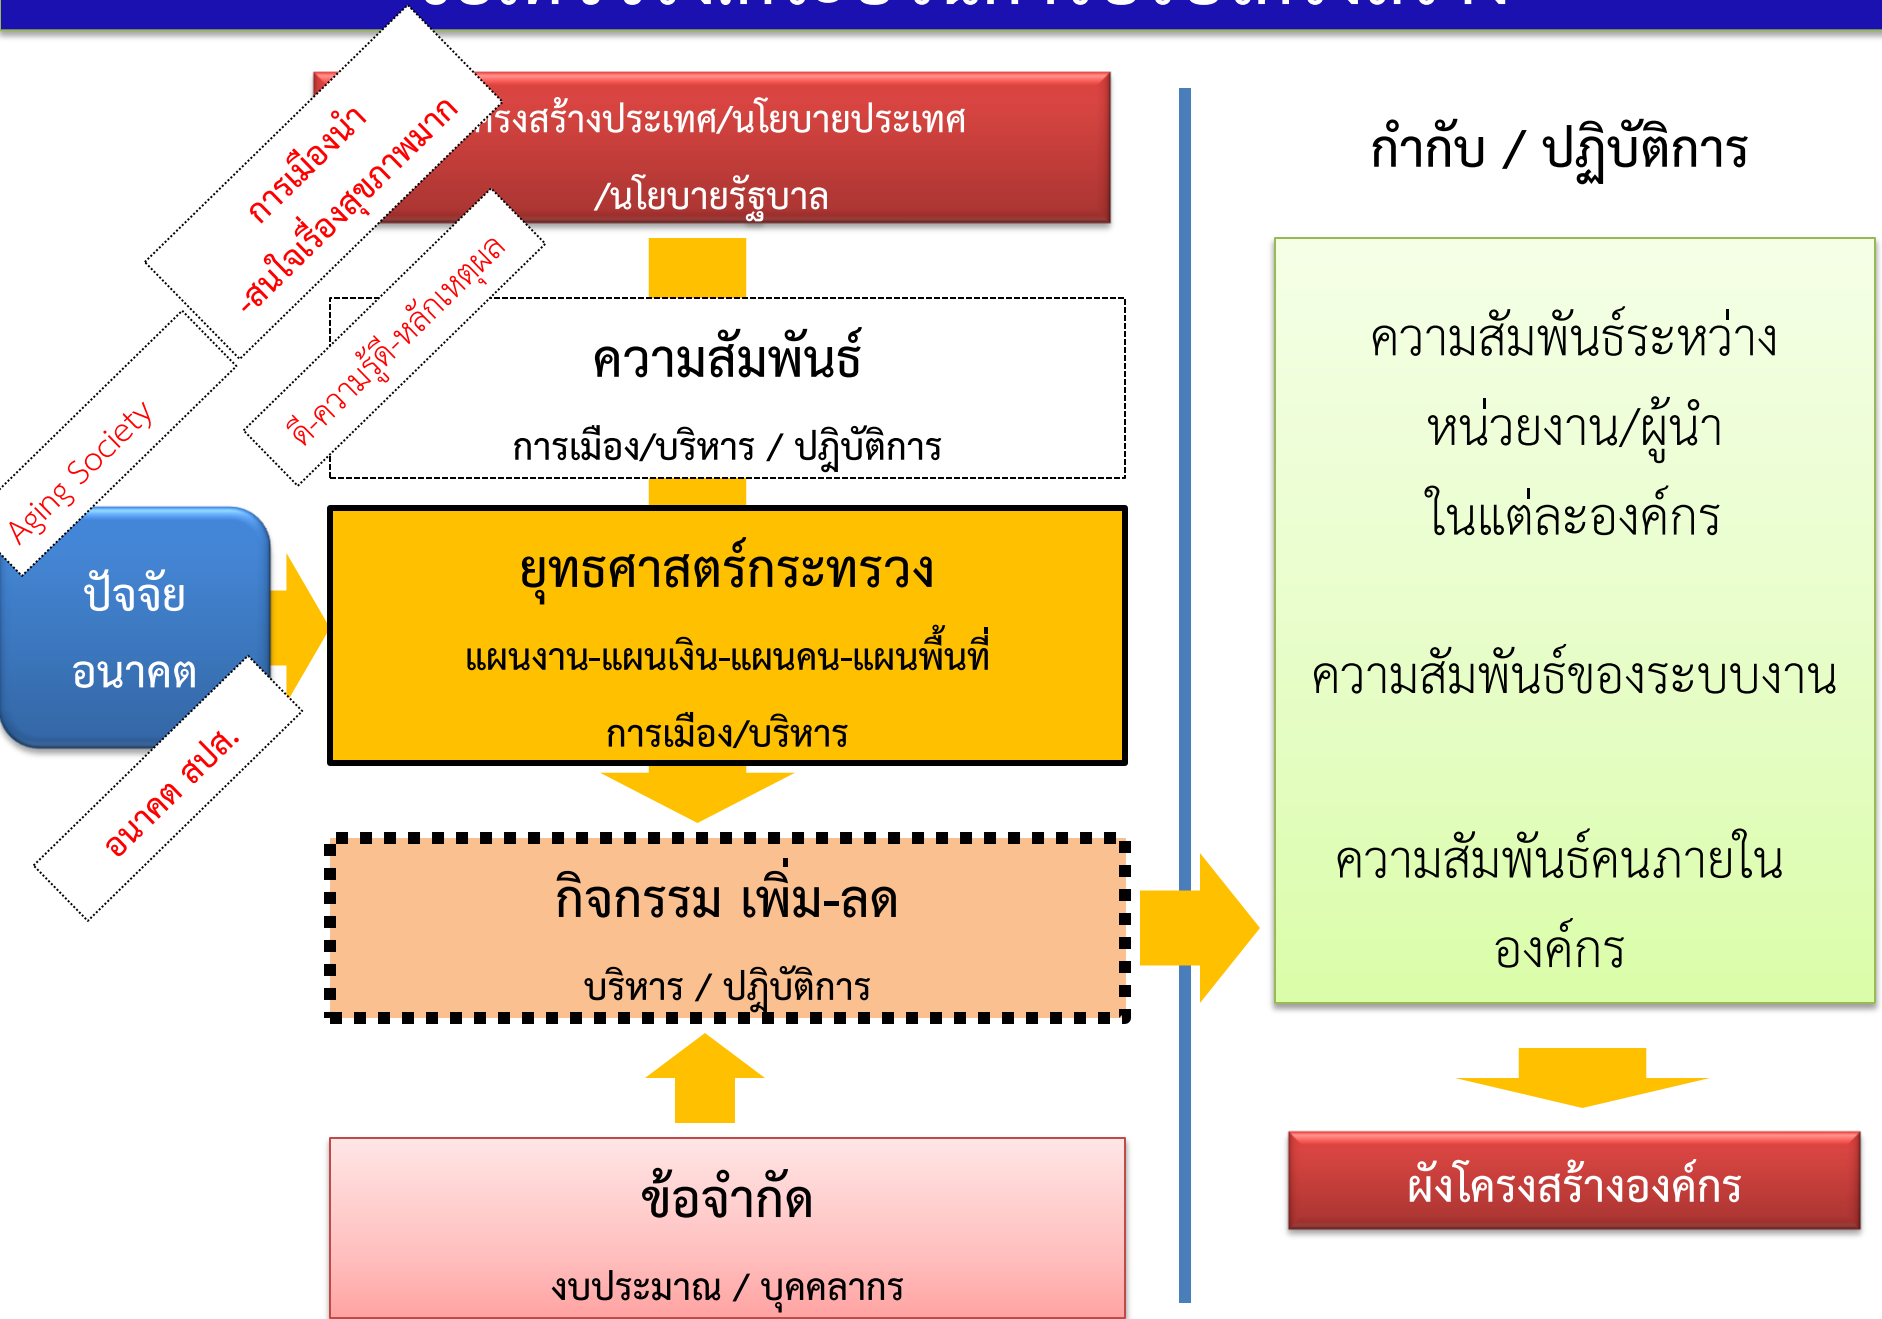 การเมืองนำ
-สนใจเรื่องสุขภาพมาก
ประเทศ/นโยบายประเทศ
/นโยบายรัฐบาล
ดี-ความรู้ดี-หลักเหตุผล
ความสัมพันธ์
การเมือง/บริหาร / ปฎิบัติการ
Aging Society
ปัจจัย
อนาคต
อนาคต สปส.
ยุทธศาสตร์กระทรวง
แผนงาน-แผนเงิน-แผนคน-แผนพื้นที่
การเมือง/บริหาร
กิจกรรม เพิ่ม-ลด
บริหาร / ปฎิบัติการ
ข้อจำกัด
งบประมาณ / บุคคลากร
กำกับ / ปฏิบัติการ
ความสัมพันธ์ระหว่าง
หน่วยงาน/ผู้นำ
ในแต่ละองค์กร
ความสัมพันธ์ของระบบงาน
ความสัมพันธ์คนภายใน
องค์กร
ผังโครงสร้างองค์กร